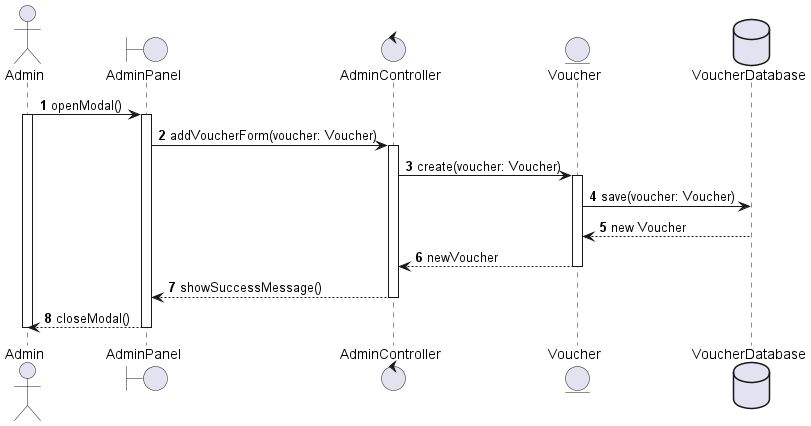 Admin AdminPanel AdminController Voucher VoucherDatabase
1 openModal()
2 addVoucherForm(voucher: Voucher)
3 create(voucher: Voucher)
4 save(voucher: Voucher)
5 new Voucher
6 newVoucher
7 showSuccessMessage()
8 closeModal()
Admin AdminPanel AdminController Voucher VoucherDatabase